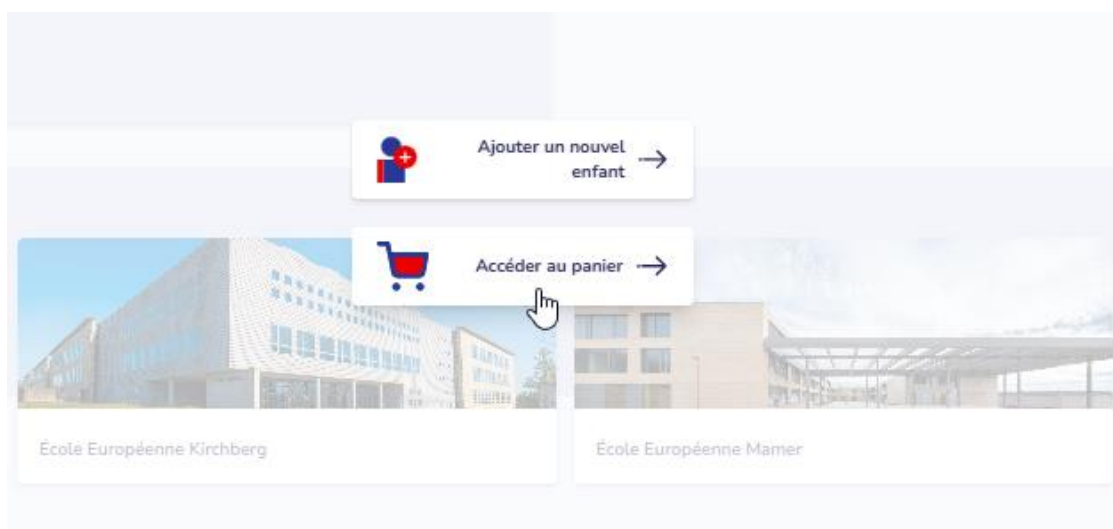 Ajouter un nouvel
enfant
Accéder au panier
École Européenne Kirchberg
École Européenne Mamer